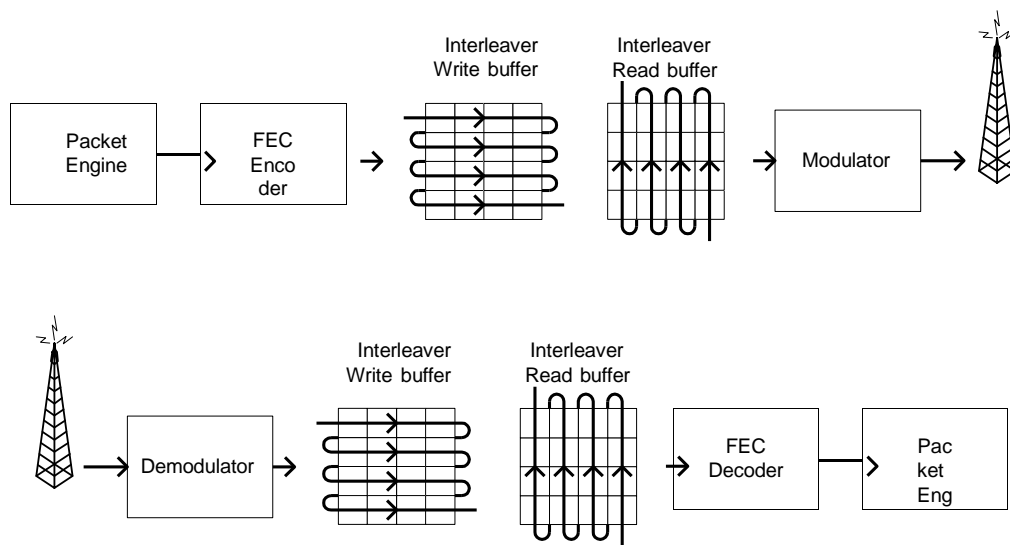 Interleaver
Write buffer
Interleaver
Read buffer
Packet
Engine
FEC
Enco
der
Modulator
Interleaver
Write buffer
Interleaver
Read buffer
Demodulator
FEC
Decoder
Pac
ket
Eng